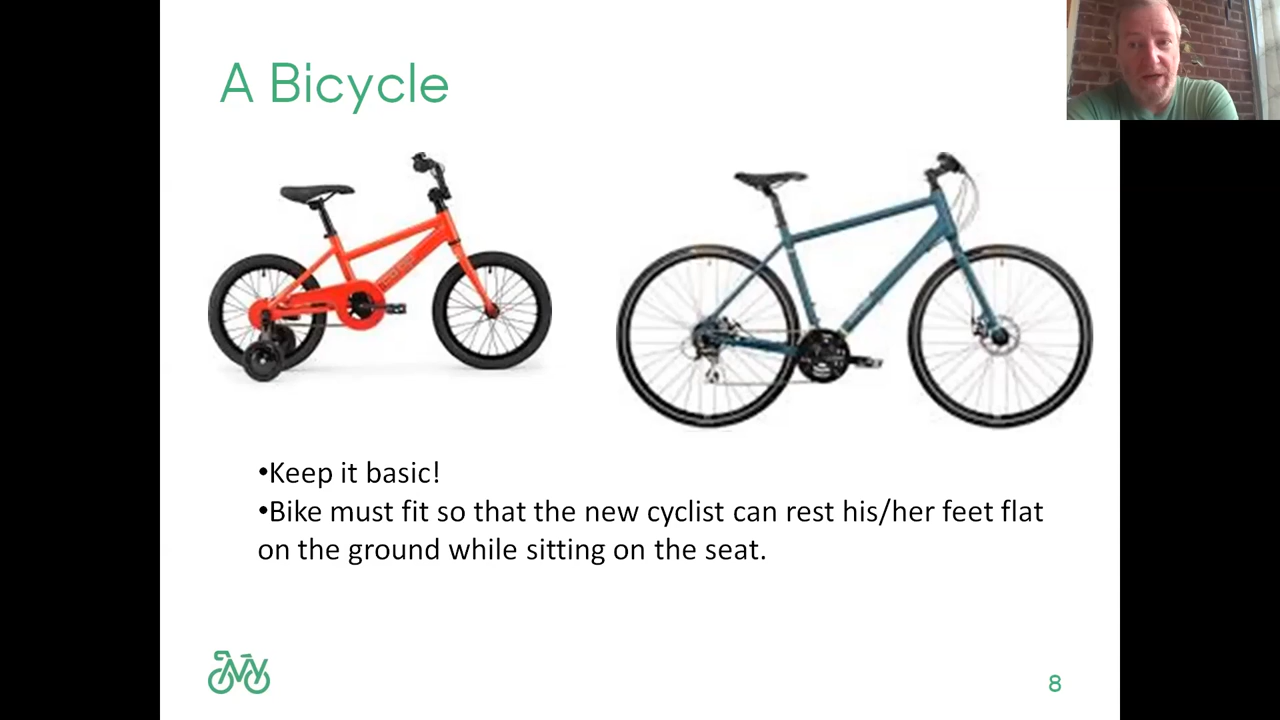 A Bicycle
•Keep it basic!
•Bike must fit so that the new cyclist can rest his/her feet flat
on the ground while sitting on the seat.
8